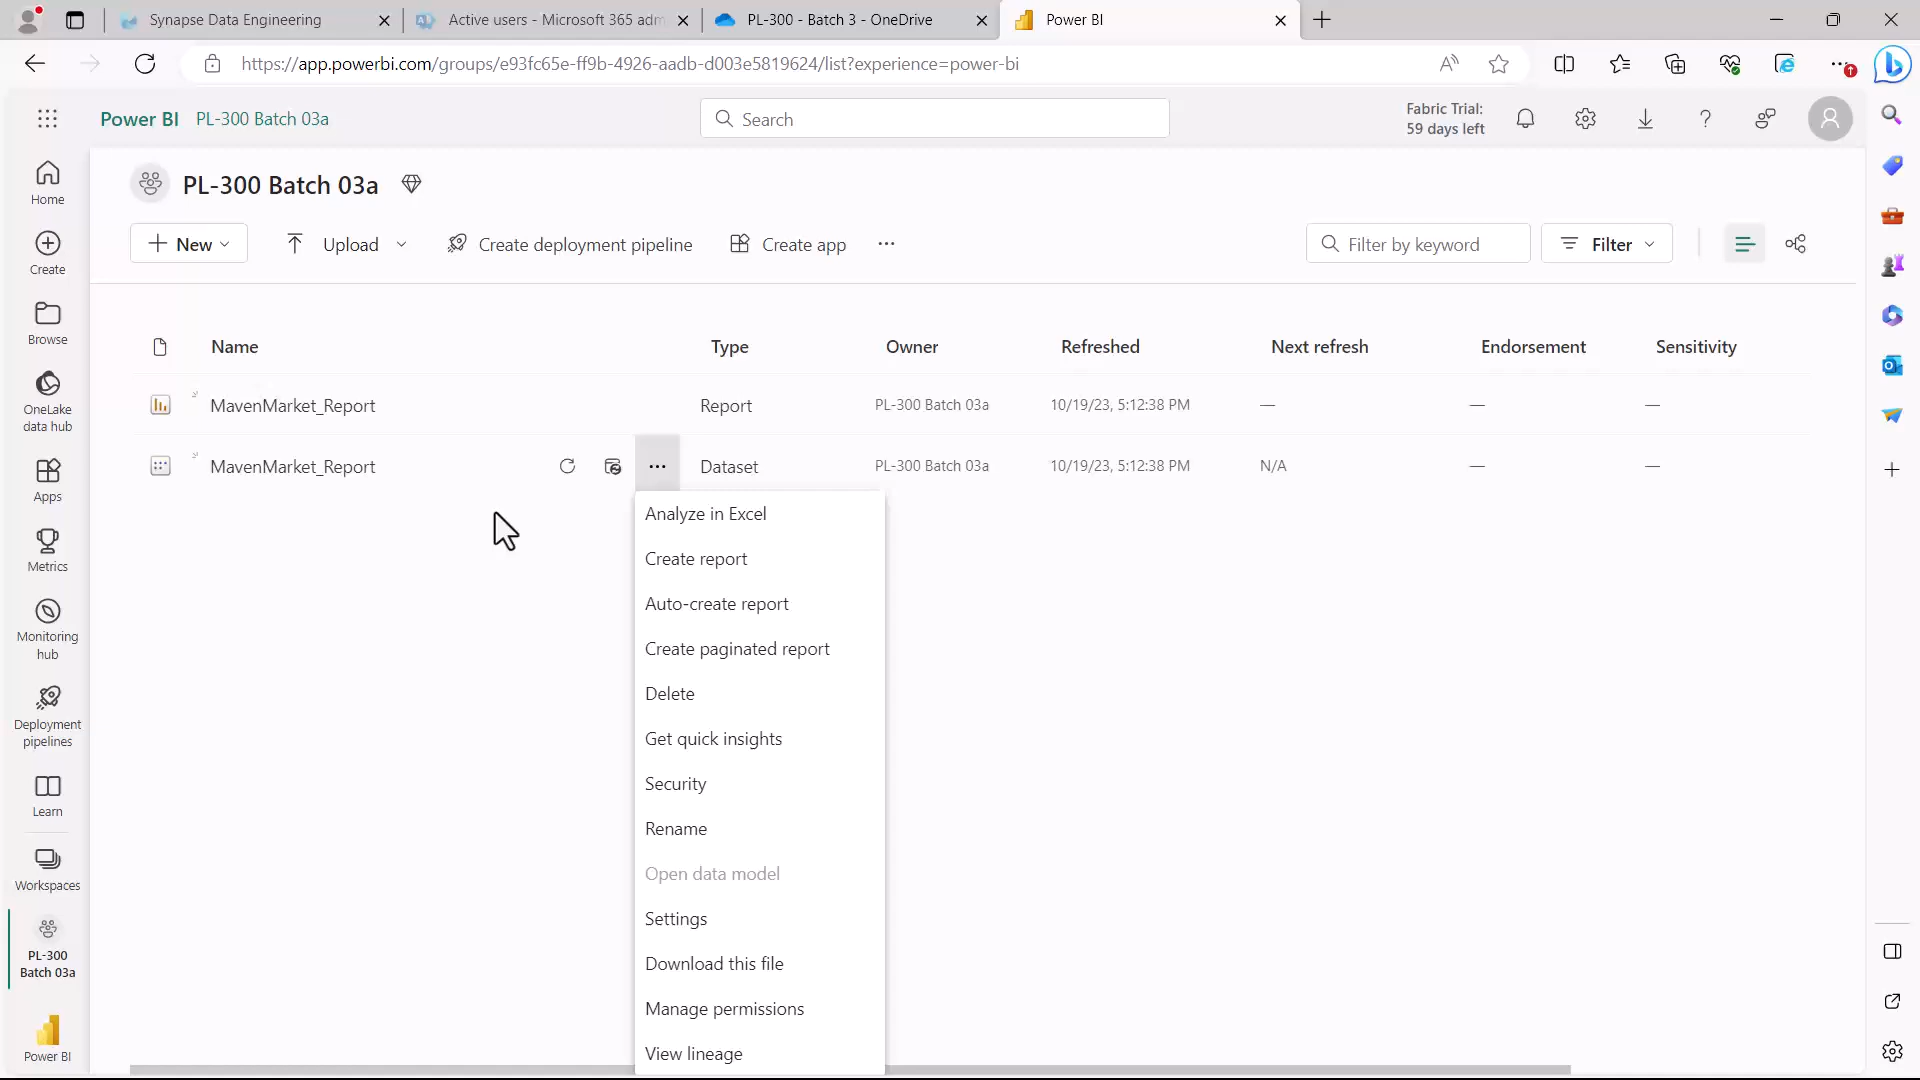 Synapse Data Engineering
Active users - Microsoft 365 adm
PL-300 - Batch 3 - OneDrive
Power BI
https://app.powerbi.com/groups/e93fc65e-ff9b-4926-aadb-d003e5819624/list?experience=power-bi
Power BI PL-300 Batch 03a
Search
Fabric Trial:
59 days left
Home
Create
Browse
OneLake
data hub
Apps
Metrics
Monitoring
hub
Deployment
pipelines
Learn
Workspaces
PL-300
Batch 03a
Power BI
PL-300 Batch 03a
New
Upload
Create deployment pipeline
Create app
Filter by keyword
Filter
Name Type Owner Refreshed Next refresh Endorsement Sensitivity
MavenMarket_Report Report PL-300 Batch 03a 10/19/23, 5:12:38 PM — — —
MavenMarket_Report Dataset PL-300 Batch 03a 10/19/23, 5:12:38 PM N/A — —
Analyze in Excel
Create report
Auto-create report
Create paginated report
Delete
Get quick insights
Security
Rename
Open data model
Settings
Download this file
Manage permissions
View lineage